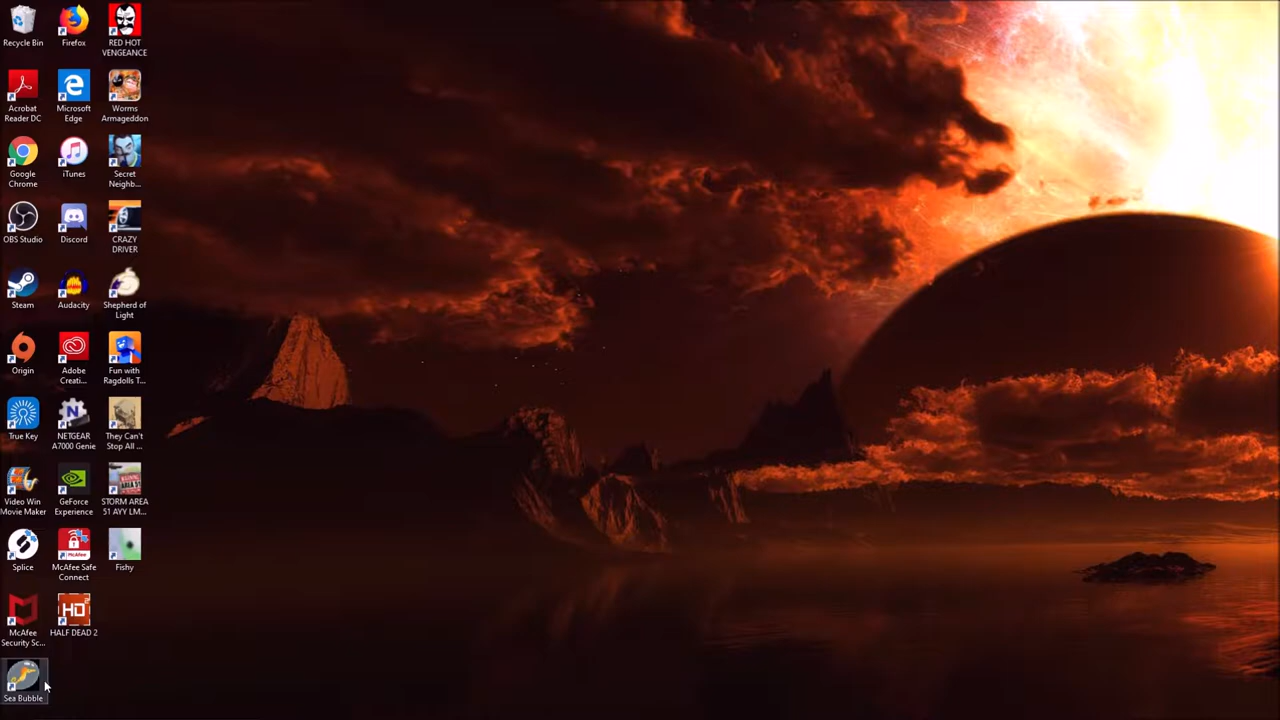 Recycle Bin
Firefox
RED HOT
VENGEANCE
Acrobat
Reader DC
Microsoft
Edge
Worms
Armageddon
Google
Chrome
iTunes
Secret
Neighb...
OBS Studio
Discord
CRAZY
DRIVER
Steam
Audacity
Shepherd of
Light
Origin
Adobe
Creati...
Fun with
Ragdolls T...
True Key
NETGEAR
A7000 Genie
They Can't
Stop All ...
Video Win
Movie Maker
GeForce
Experience
STORM AREA
51 AYY LM...
Splice
McAfee Safe
Connect
Fishy
McAfee
Security Sc...
HD
HALF DEAD 2
Sea Bubble